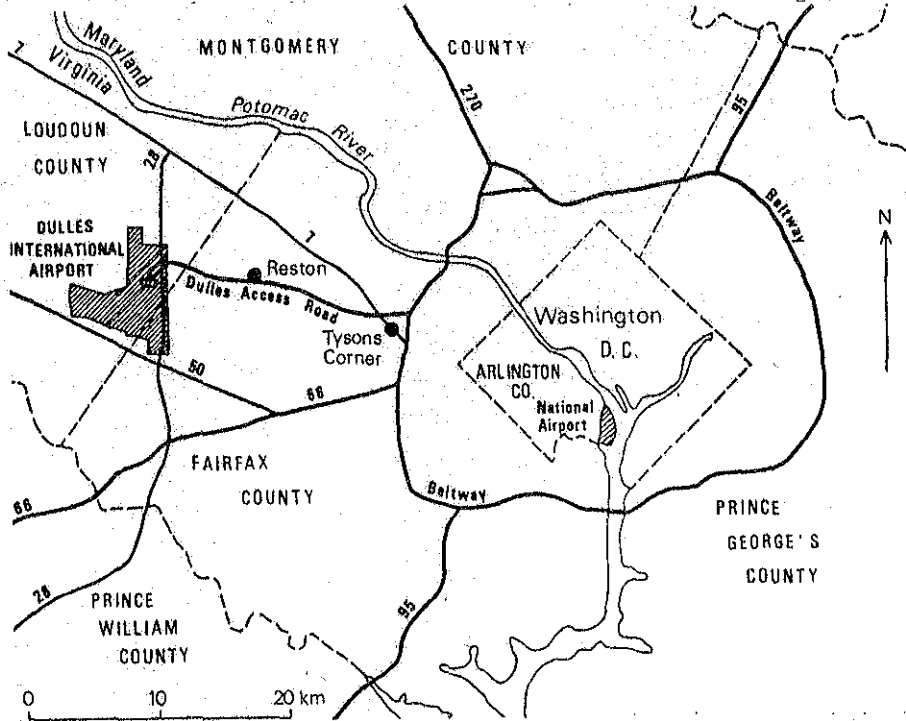 MONTGOMERY COUNTY
Maryland
7
Virginia
Potomac River
270
95
LOUDOUN
COUNTY
28
Beltway
N
DULLES
INTERNATIONAL
AIRPORT
7
Reston
Dulles Access Road
Washington
D.C.
Tysons
Corner
50
ARLINGTON
CO.
66
National
Airport
FAIRFAX
COUNTY
Beltway
66
PRINCE
GEORGE'S
COUNTY
28
PRINCE
WILLIAM
COUNTY
95
0 10 20 km